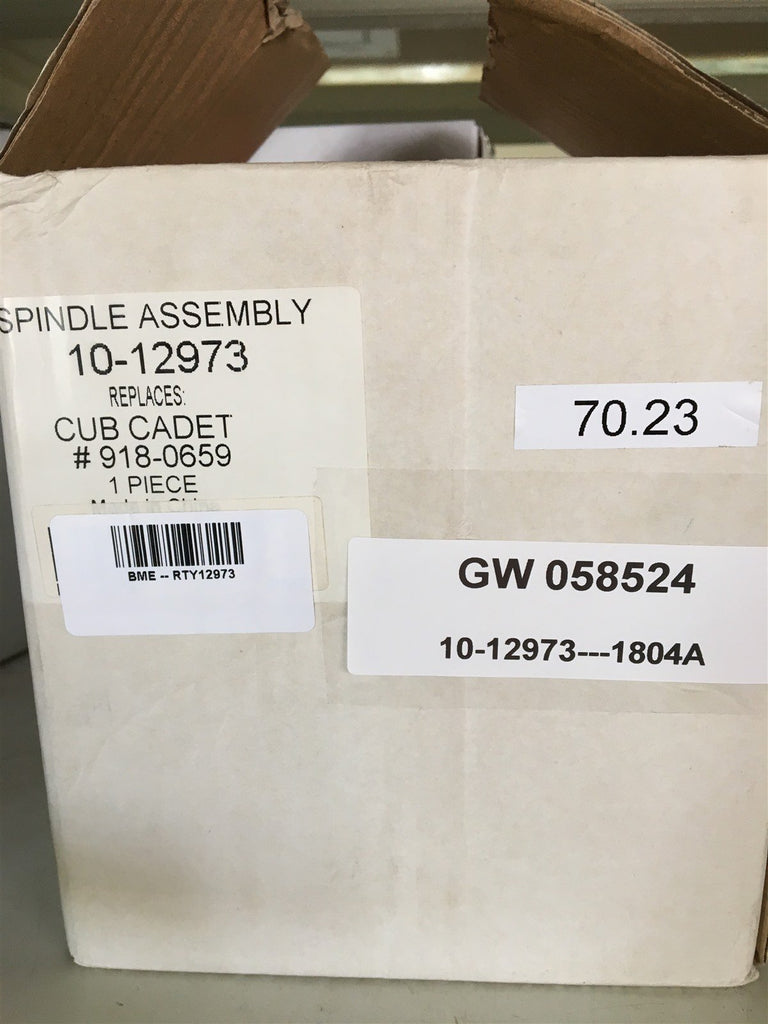 SPINDLE ASSEMBLY
10-12973
REPLACES:
CUB CADET
# 918-0659
1 PIECE
BME -- RTY12973
70.23
GW 058524
10-12973---1804A